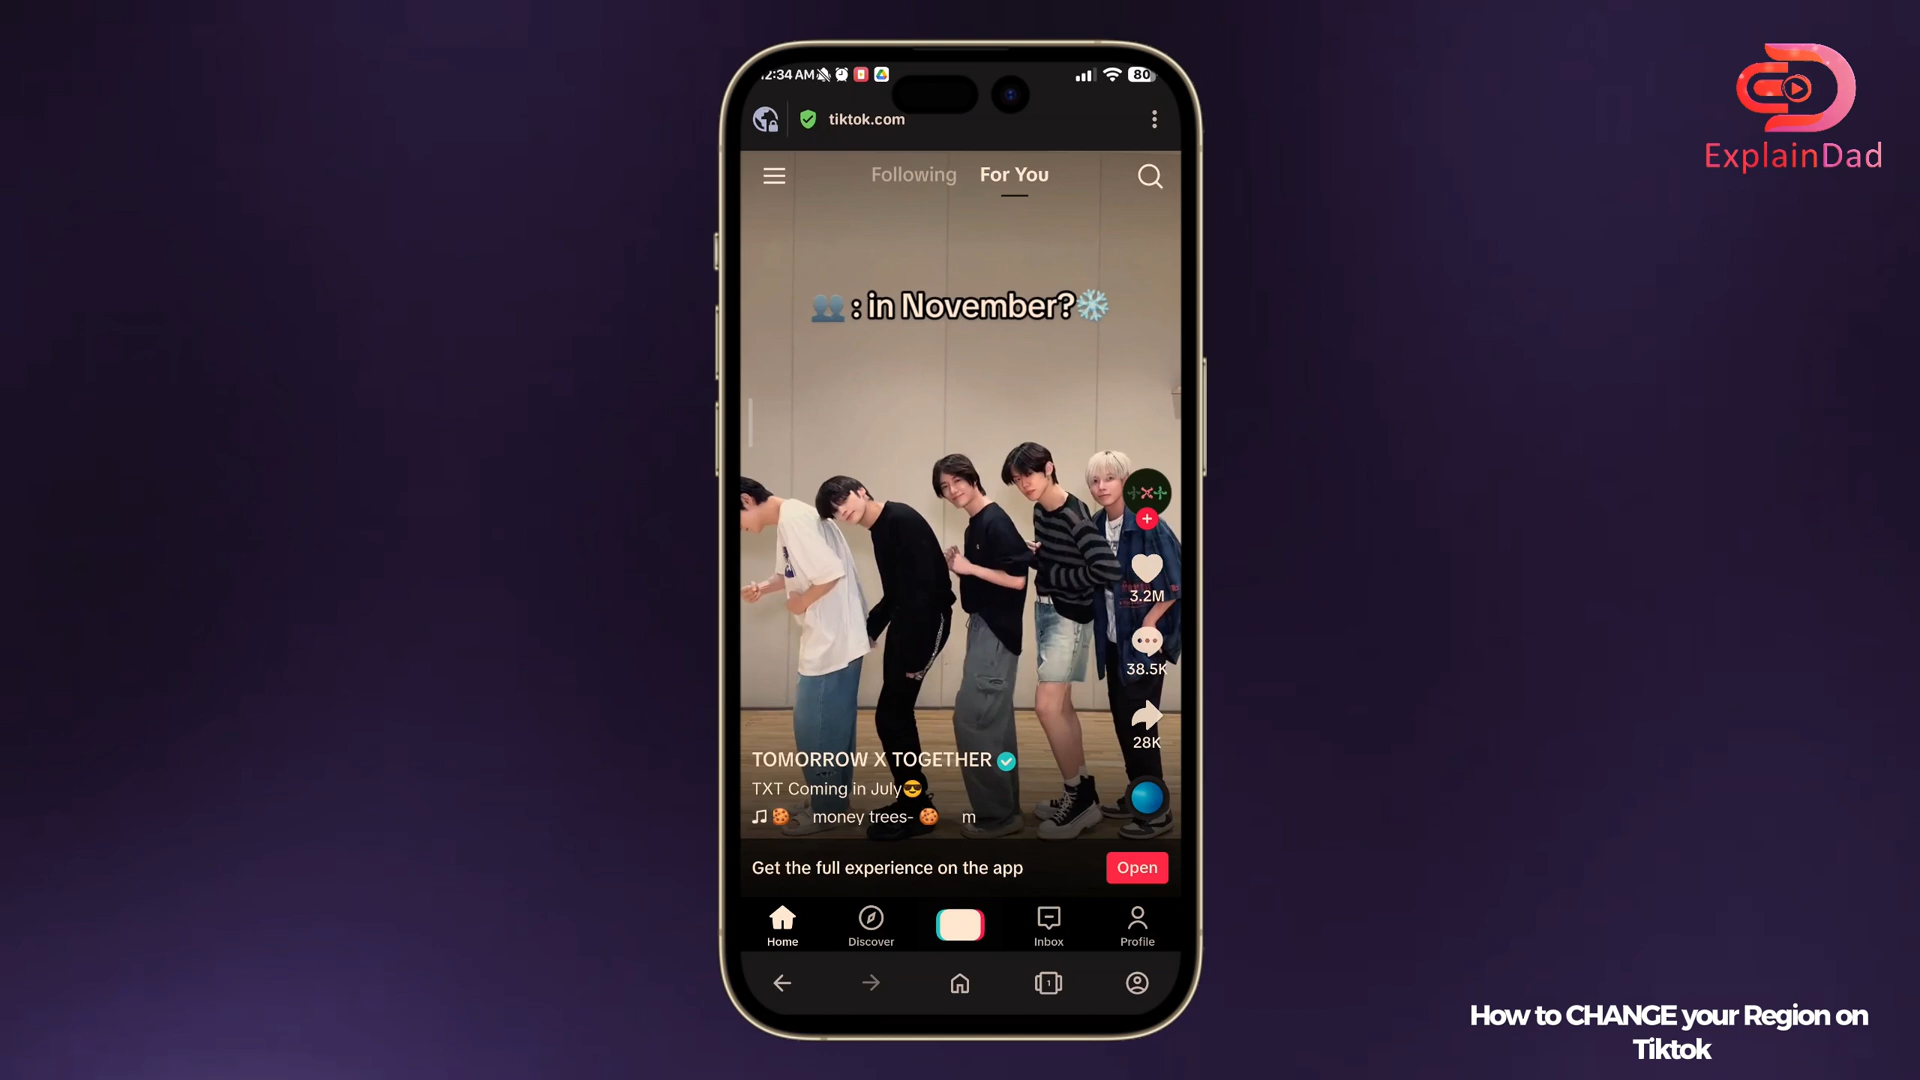 2:34 AM
80
tiktok.com
ExplainDad
Following For You
👥 : in November?❄️
3.2M
38.5K
28K
TOMORROW X TOGETHER
TXT Coming in July😎
🍪 money trees- 🍪 m
Get the full experience on the app
Open
Home
Discover
Inbox
Profile
1
How to CHANGE your Region on
Tiktok